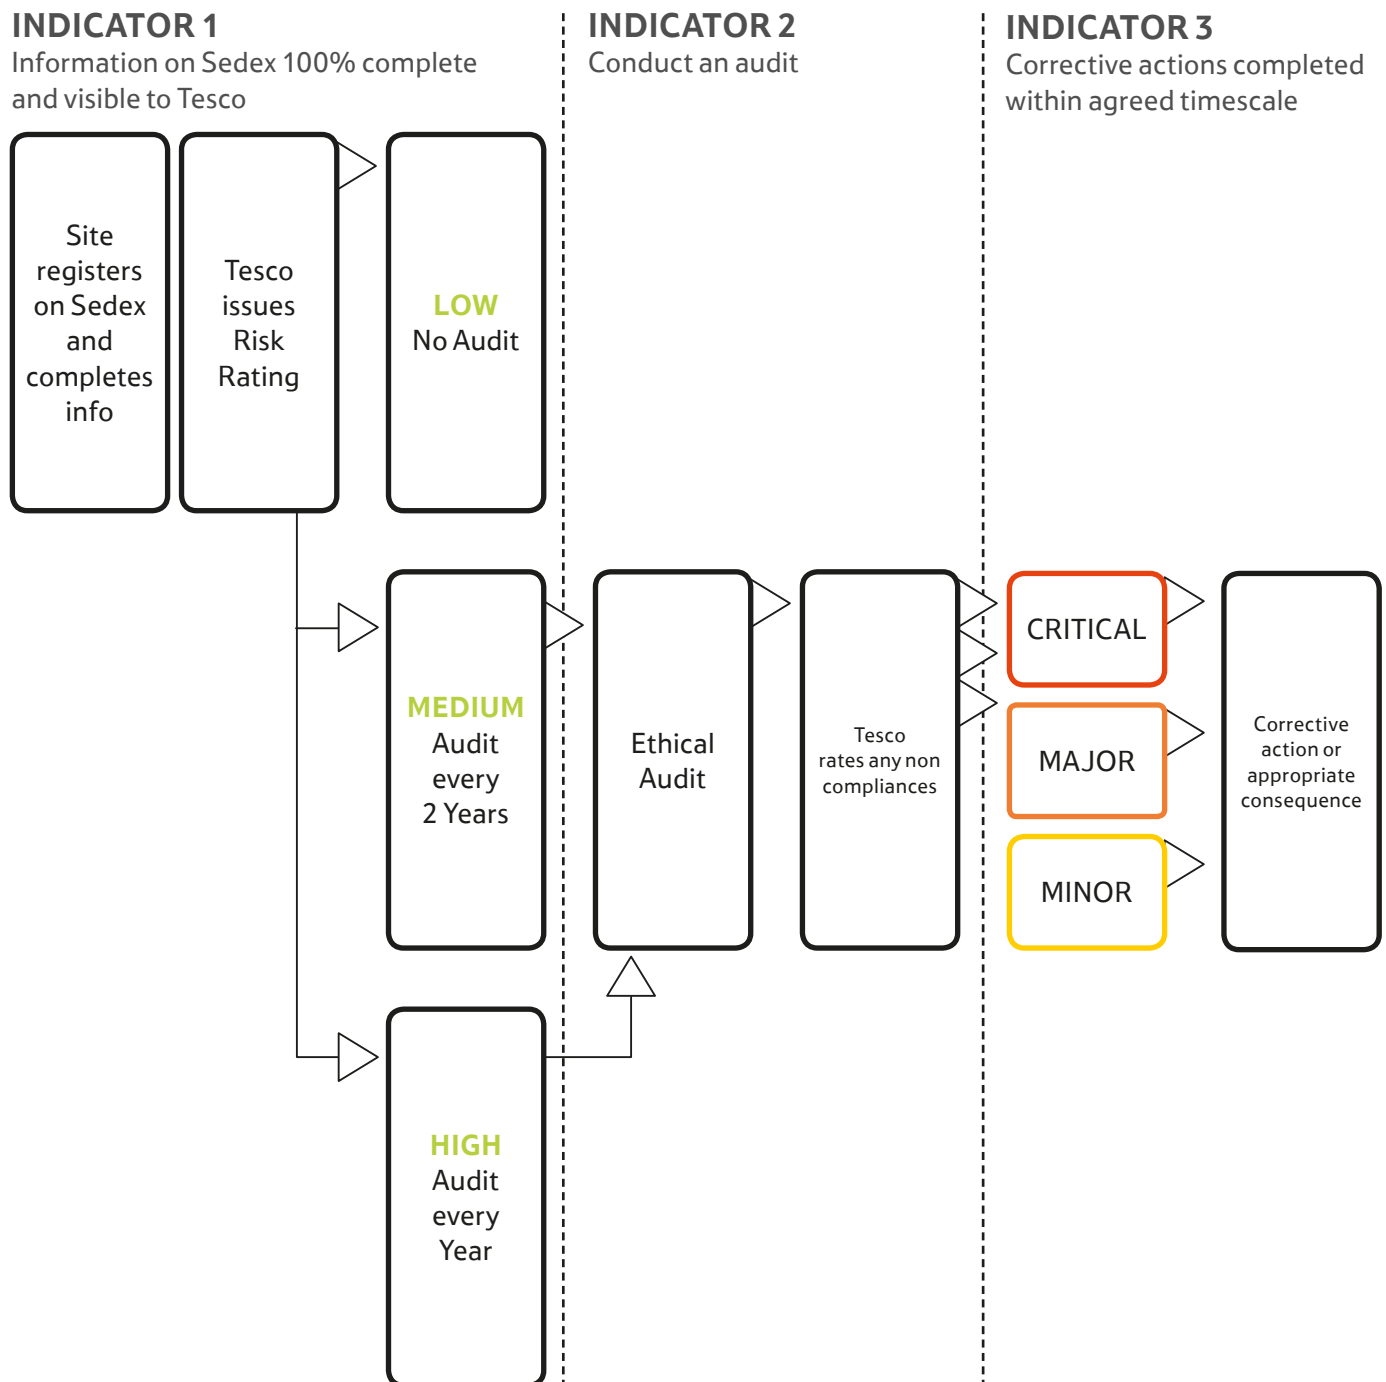 INDICATOR 1
Information on Sedex 100% complete
and visible to Tesco
INDICATOR 2
Conduct an audit
INDICATOR 3
Corrective actions completed
within agreed timescale
Site
registers
on Sedex
and
completes
info
Tesco
issues
Risk
Rating
LOW
No Audit
MEDIUM
Audit
every
2 Years
HIGH
Audit
every
Year
Ethical
Audit
Tesco
rates any non
compliances
CRITICAL
MAJOR
MINOR
Corrective
action or
appropriate
consequence